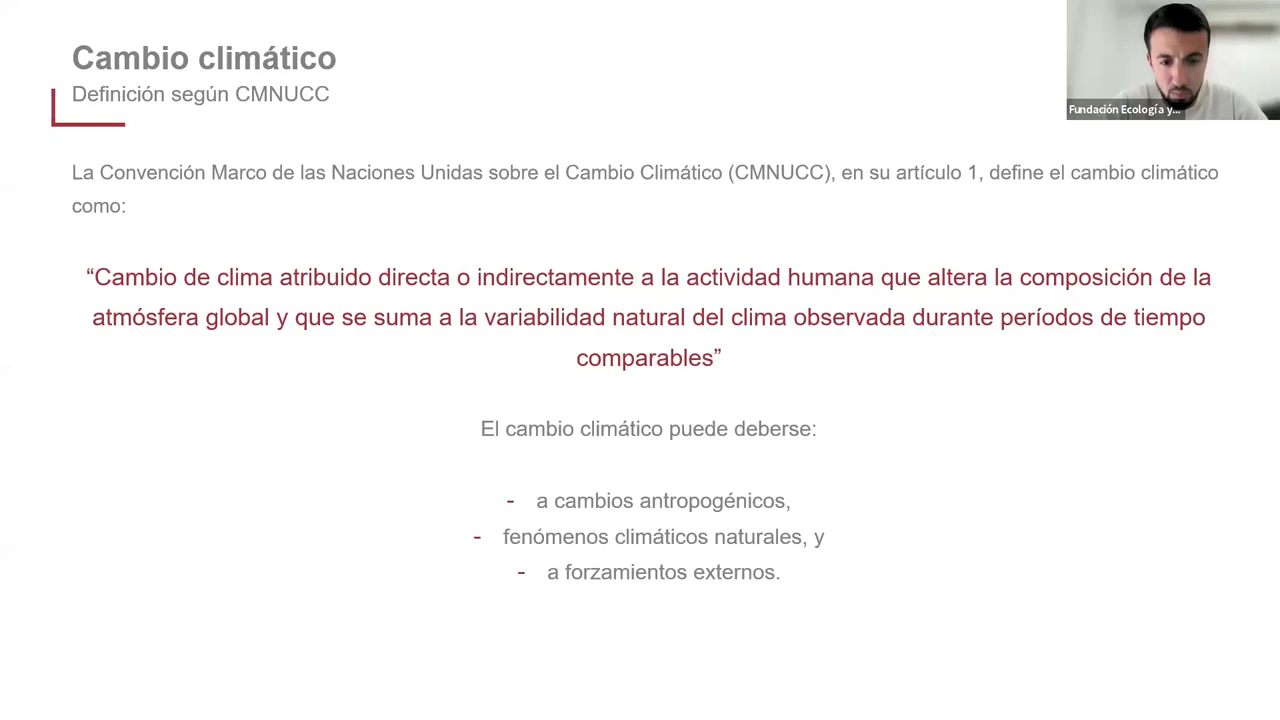 Cambio climático
Definición según CMNUCC
Fundación Ecología y...
La Convención Marco de las Naciones Unidas sobre el Cambio Climático (CMNUCC), en su artículo 1, define el cambio climático
como:
“Cambio de clima atribuido directa o indirectamente a la actividad humana que altera la composición de la
atmósfera global y que se suma a la variabilidad natural del clima observada durante períodos de tiempo
comparables”
El cambio climático puede deberse:
- a cambios antropogénicos,
- fenómenos climáticos naturales, y
- a forzamientos externos.